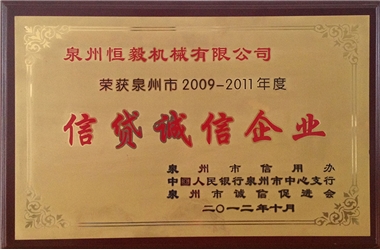 泉州恒毅机械有限公司
荣获泉州市2009-2011年度
信贷诚信企业
泉州市信用办
中国人民银行泉州市中心支行
泉州市诚信促进会
二〇一二年十月